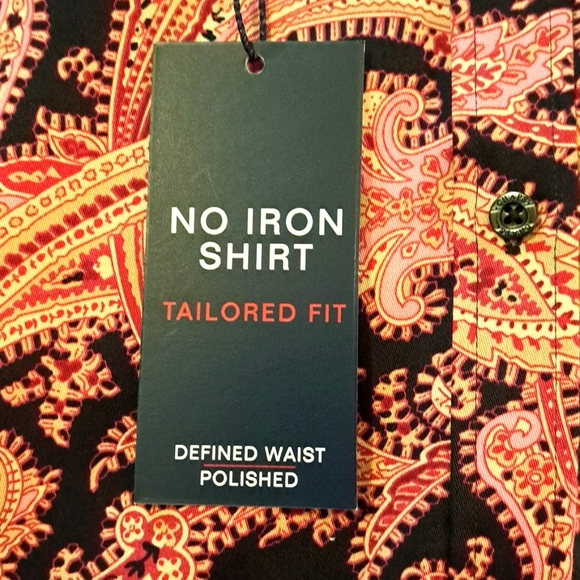 NO IRON
SHIRT
TAILORED FIT
DEFINED WAIST
POLISHED